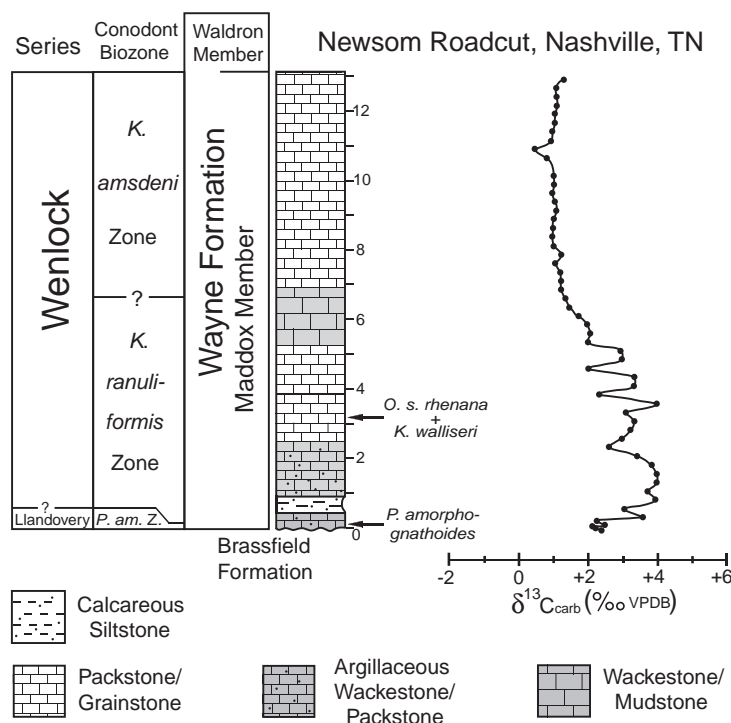 Series
Conodont
Biozone
Waldron
Member
Newsom Roadcut, Nashville, TN
Wenlock
K.
amsdeni
Zone
?
K.
ranuli-
formis
Zone
?
Llandovery
P. am. Z.
Wayne Formation
Maddox Member
12
10
8
6
4
2
0
O. s. rhenana
+
K. walliseri
P. amorpho-
gnathoides
Brassfield
Formation
-2 0 +2 +4 +6
δ13Ccarb (‰ VPDB)
Calcareous
Siltstone
Packstone/
Grainstone
Argillaceous
Wackestone/
Packstone
Wackestone/
Mudstone